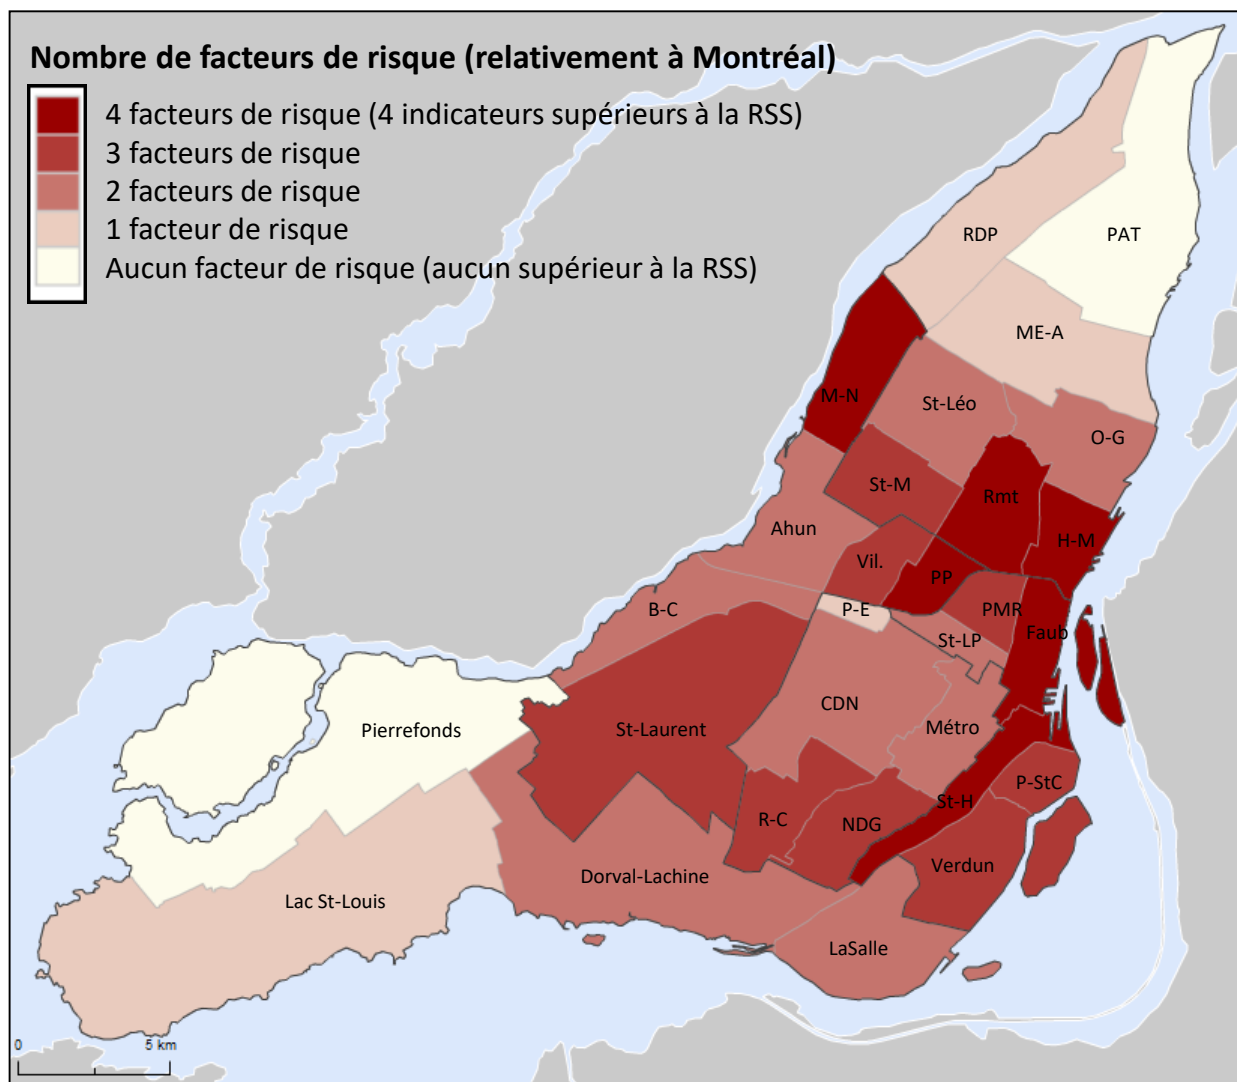 Nombre de facteurs de risque (relativement à Montréal)
4 facteurs de risque (4 indicateurs supérieurs à la RSS)
3 facteurs de risque
2 facteurs de risque
1 facteur de risque
Aucun facteur de risque (aucun supérieur à la RSS)
RDP
PAT
ME-A
M-N
St-Léo
O-G
St-M
Rmt
Ahun
H-M
Vil.
PP
B-C
P-E
PMR
Faub
St-LP
CDN
Métro
St-Laurent
Pierrefonds
P-StC
St-H
R-C
NDG
Verdun
Dorval-Lachine
Lac St-Louis
LaSalle
0 5 km